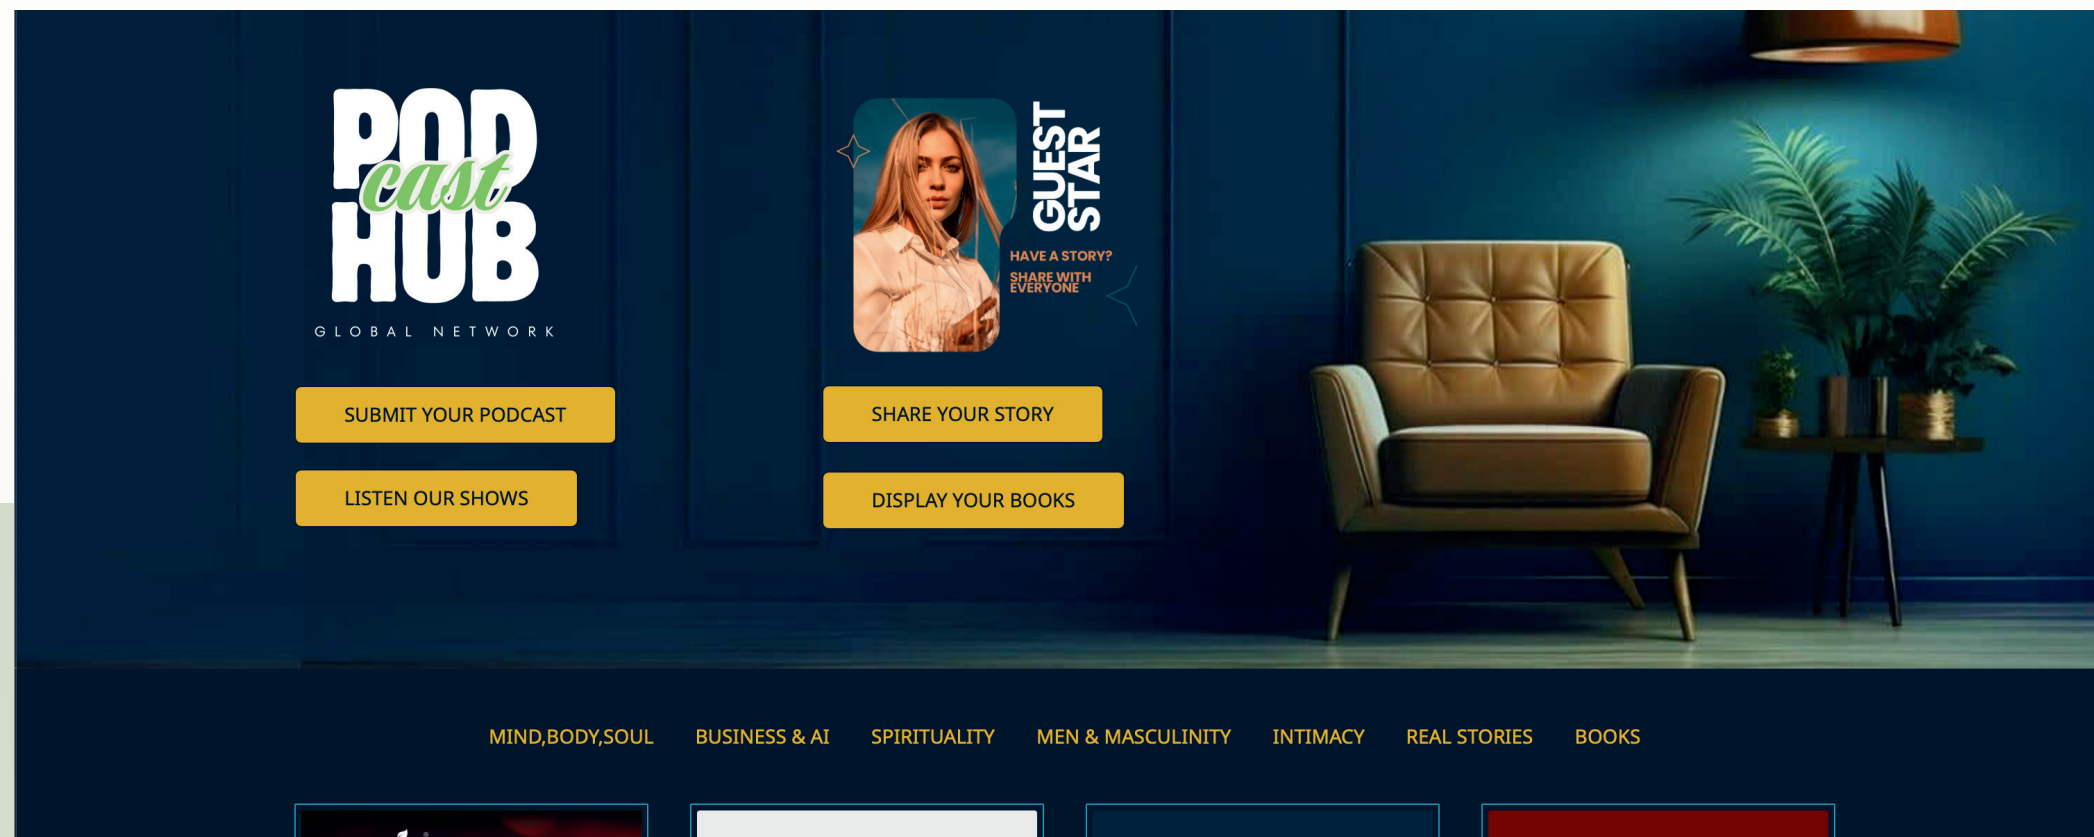 POD
cast
HUB
GLOBAL NETWORK
SUBMIT YOUR PODCAST
LISTEN OUR SHOWS
GUEST
STAR
HAVE A STORY?
SHARE WITH
EVERYONE
SHARE YOUR STORY
DISPLAY YOUR BOOKS
MIND,BODY,SOUL
BUSINESS & AI
SPIRITUALITY
MEN & MASCULINITY
INTIMACY
REAL STORIES
BOOKS
®